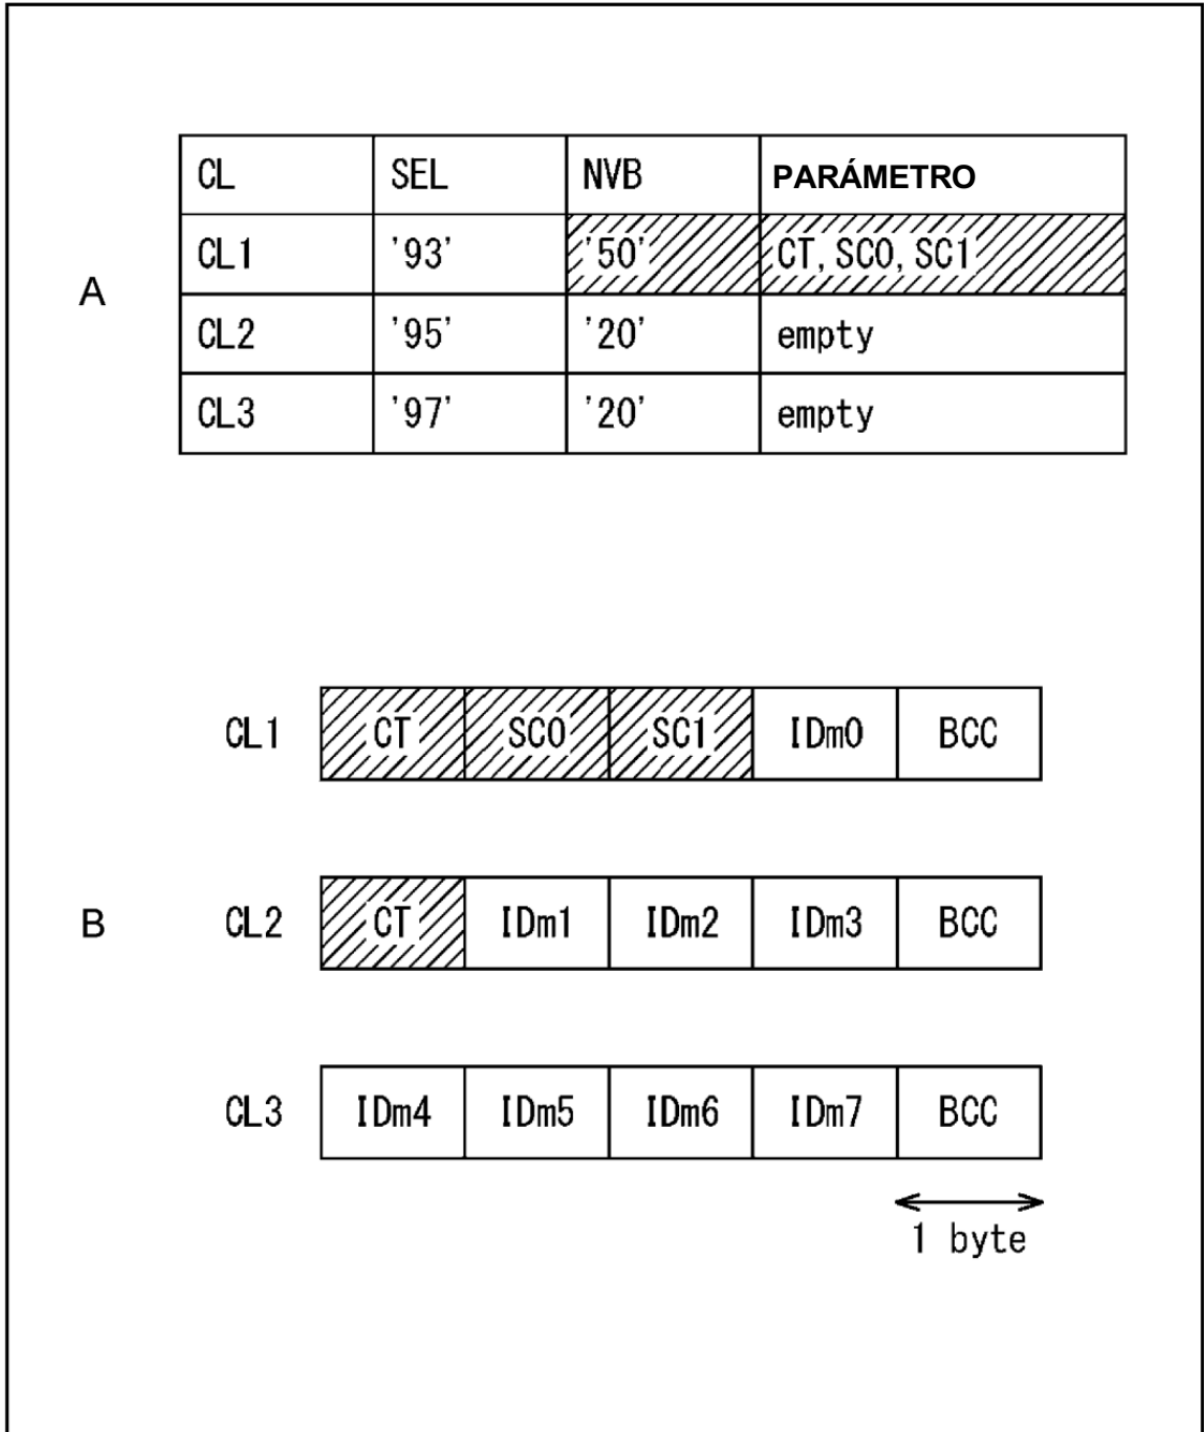 CL SEL NVB PARÁMETRO
CL1 '93' '50' CT, SC0, SC1
A
CL2 '95' '20' empty
CL3 '97' '20' empty
CL1 CT SC0 SC1 IDm0 BCC
B CL2 CT IDm1 IDm2 IDm3 BCC
CL3 IDm4 IDm5 IDm6 IDm7 BCC
1 byte